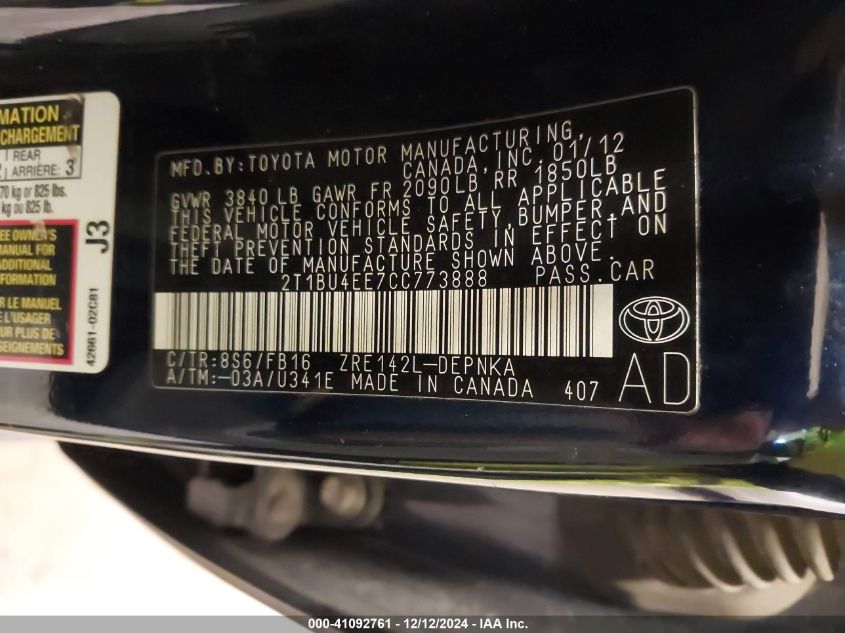 MATION
CHARGEMENT
REAR
ARRIÈRE: 3
70 kg or 825 lbs.
kg ou 825 lb.
EE OWNER'S
MANUAL FOR
ADDITIONAL
FORMATION
R LE MANUEL
L'USAGER
UR PLUS DE
SEIGNEMENTS
J3
42661-02C81
MFD.BY:TOYOTA MOTOR MANUFACTURING,
CANADA,INC. 01/12
GVWR 3840 LB GAWR FR 2090LB RR 1850LB
THIS VEHICLE CONFORMS TO ALL APPLICABLE
FEDERAL MOTOR VEHICLE SAFETY,BUMPER,AND
THEFT PREVENTION STANDARDS IN EFFECT ON
THE DATE OF MANUFACTURE SHOWN ABOVE.
2T1BU4EE7CC773888 PASS.CAR
C/TR:8S6/FB16 ZRE142L-DEPNKA
A/TM:-03A/U341E MADE IN CANADA 407
AD
000-41092761 - 12/12/2024 - IAA Inc.